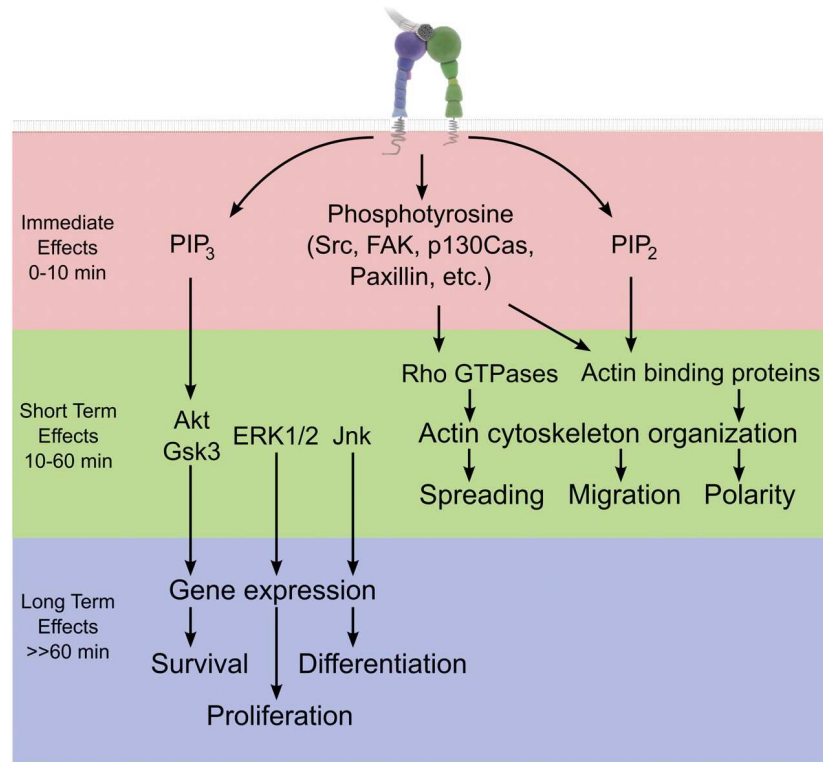 Immediate
Effects
0-10 min
PIP3
Phosphotyrosine
(Src, FAK, p130Cas,
Paxillin, etc.)
PIP2
Short Term
Effects
10-60 min
Akt
Gsk3
ERK1/2
Jnk
Rho GTPases
Actin binding proteins
Actin cytoskeleton organization
Spreading
Migration
Polarity
Long Term
Effects
>>60 min
Gene expression
Survival
Differentiation
Proliferation